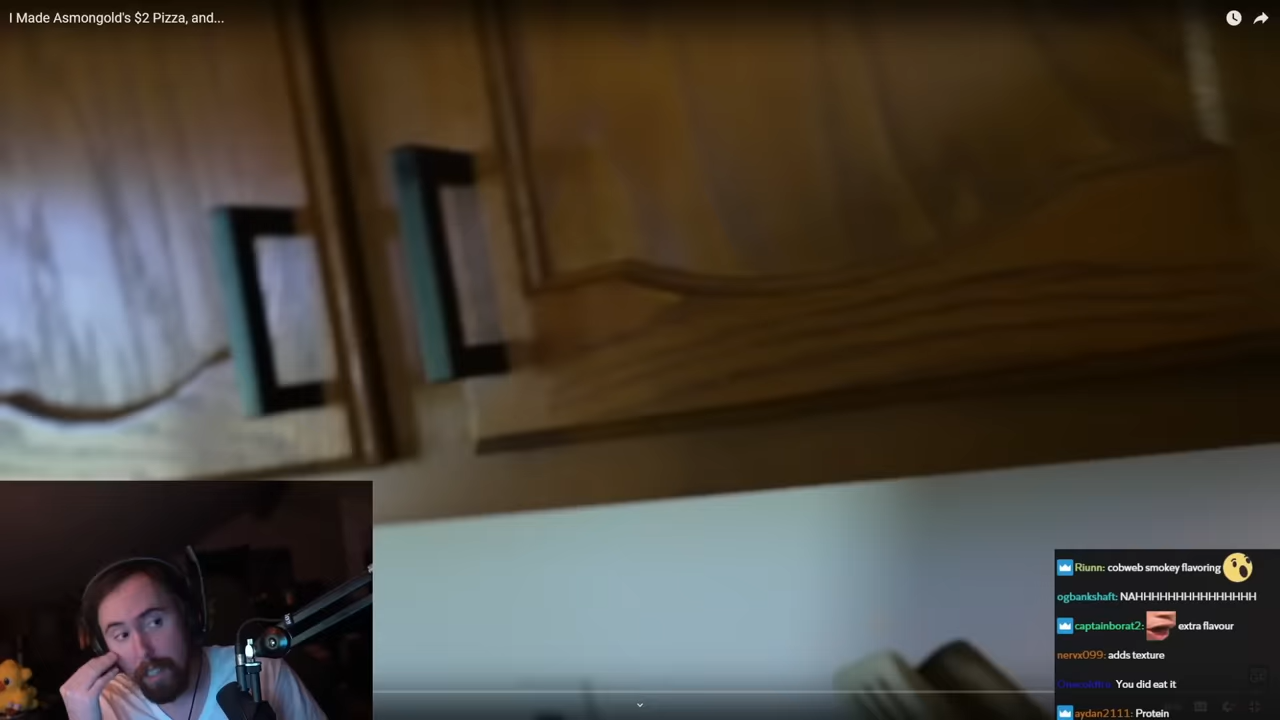 I Made Asmongold's $2 Pizza, and...
Riunn: cobweb smokey flavoring
ogbankshaft: NAHHHHHHHHHHHHHHH
captainborat2: extra flavour
nervx099: adds texture
You did eat it
aydan2111: Protein